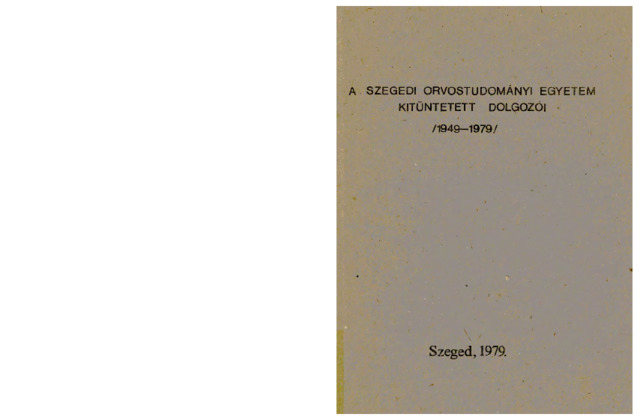 A SZEGEDI ORVOSTUDOMÁNYI EGYETEM
KITÜNTETETT DOLGOZÓI
/1949—1979/
Szeged, 1979.